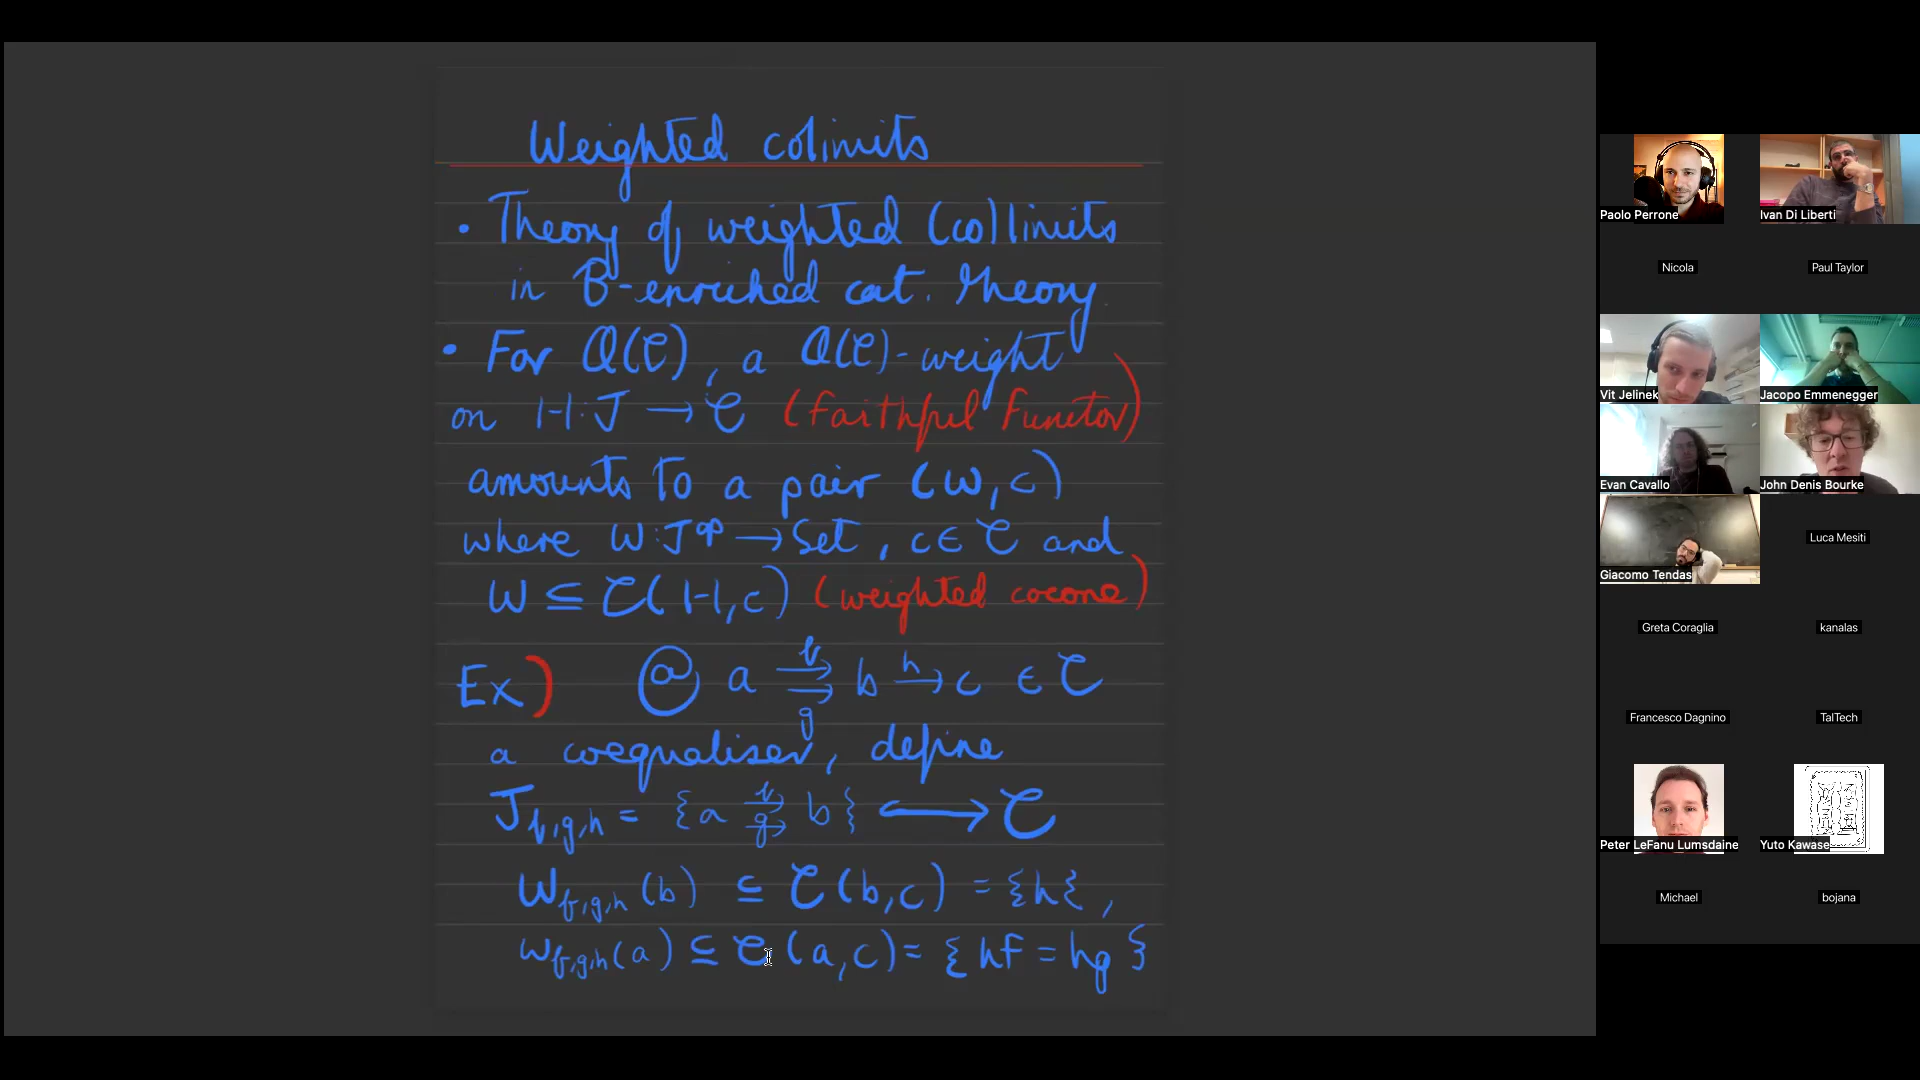 Weighted colimits
• Theory of weighted (co)limits
in B-enriched cat. theory.
• For Q(C), a Q(C)-weight
on H: J → C (Faithful Functor)
amounts to a pair (W, c)
where W: J^op → Set, c ∈ C and
W ⊆ C(H, c) (weighted cocone)
Ex) @ a f ⇉ g b h → c ∈ C
a coequaliser, define
J_f,g,h = {a f ⇉ g b} ⟶ C
W_f,g,h (b) ⊆ C(b, c) = {h},
W_f,g,h (a) ⊆ C(a, c) = {hf = hg}
Paolo Perrone
Ivan Di Liberti
Nicola
Paul Taylor
Vit Jelinek
Jacopo Emmenegger
Evan Cavallo
John Denis Bourke
Giacomo Tendas
Luca Mesiti
Greta Coraglia
kanalas
Francesco Dagnino
TalTech
Peter LeFanu Lumsdaine
Yuto Kawase
Michael
bojana